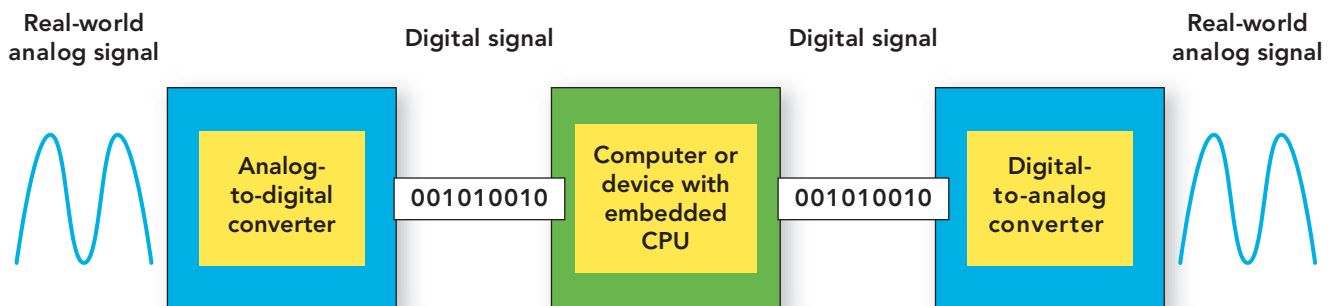 Real-world
analog signal
Digital signal
Digital signal
Real-world
analog signal
Analog-
to-digital
converter
001010010
Computer or
device with
embedded
CPU
001010010
Digital-
to-analog
converter